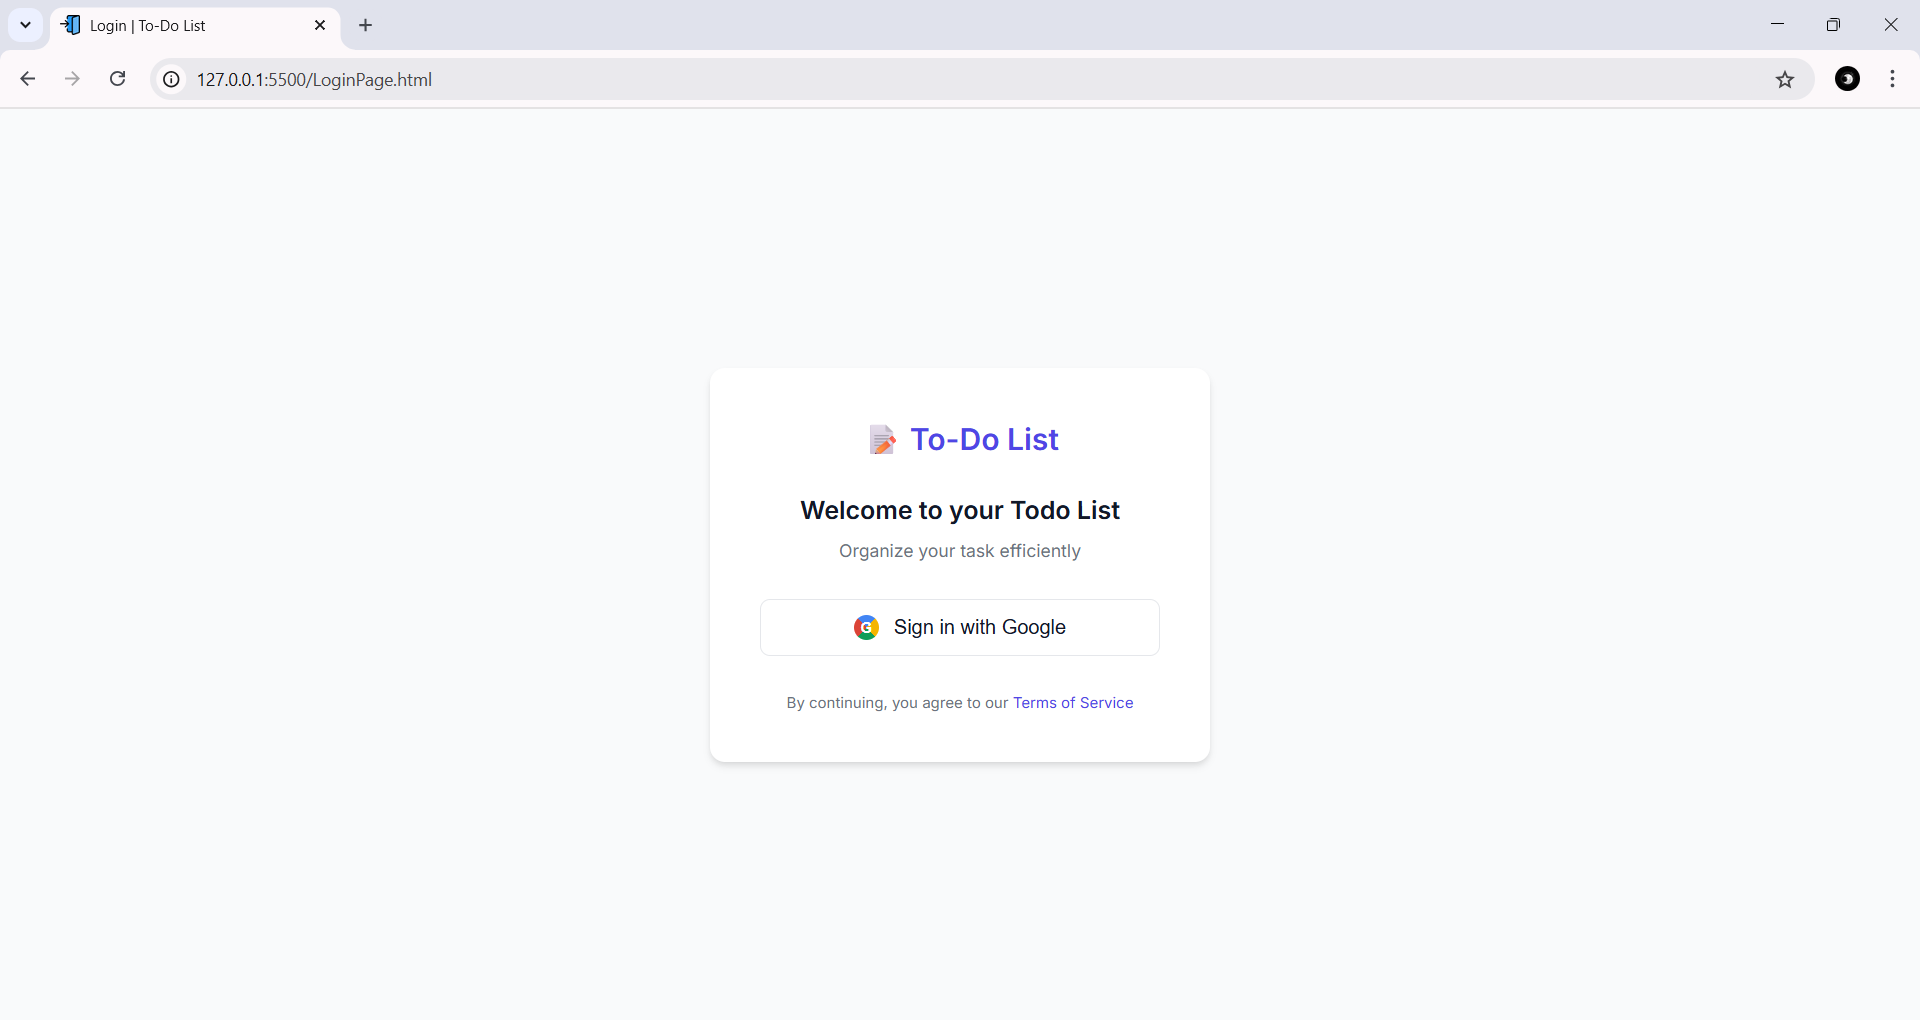 Login | To-Do List
127.0.0.1:5500/LoginPage.html
To-Do List
Welcome to your Todo List
Organize your task efficiently
G Sign in with Google
By continuing, you agree to our Terms of Service